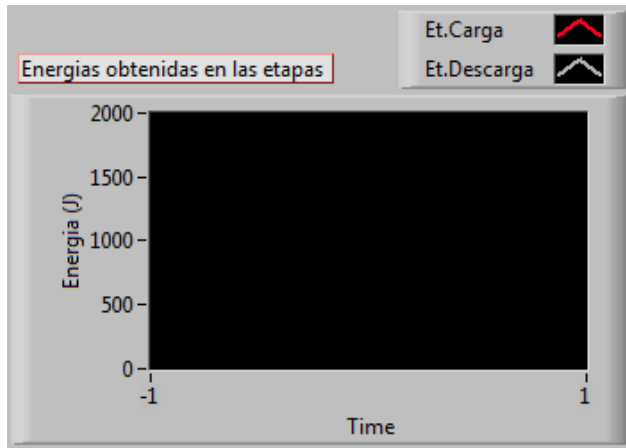 Et.Carga
Energias obtenidas en las etapas
Et.Descarga
2000
1500
1000
500
0
Energia (J)
-1
1
Time